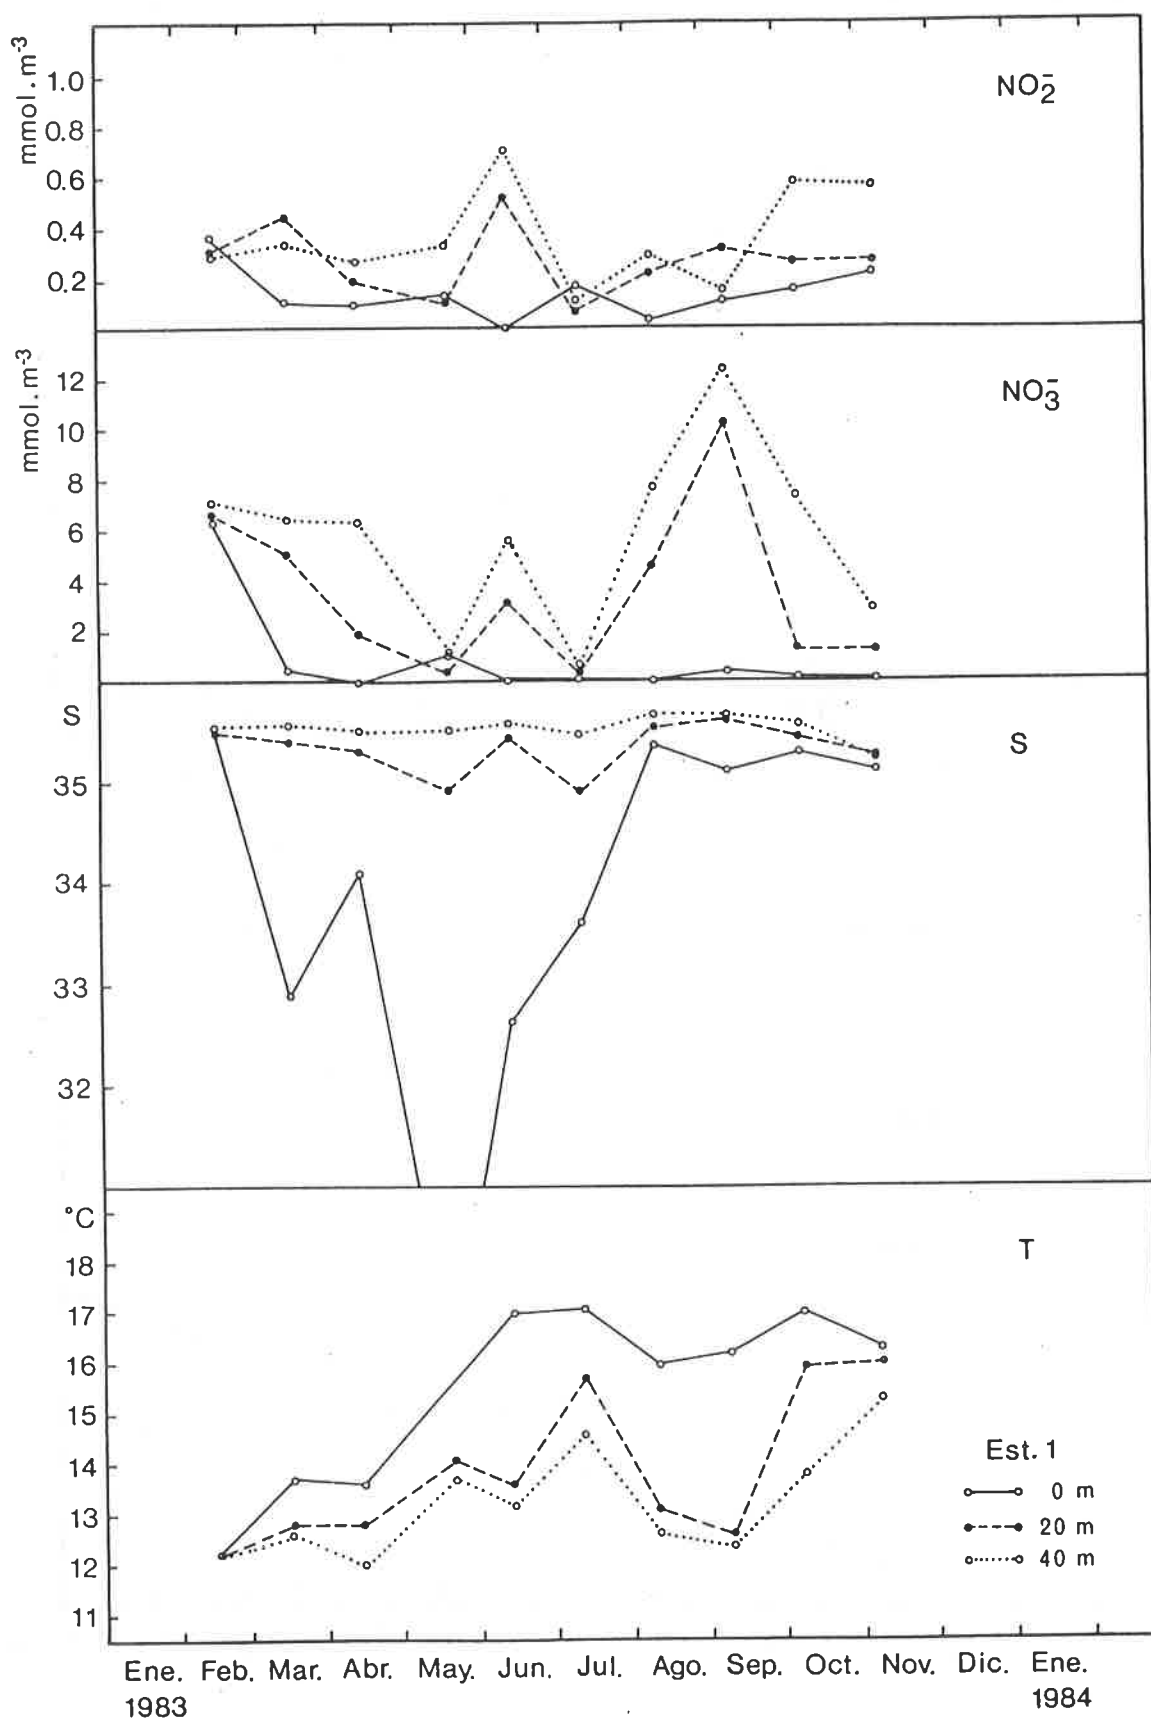 mmol.m⁻³
1.0
0.8
0.6
0.4
0.2
NO₂⁻
mmol.m⁻³
12
10
8
6
4
2
NO₃⁻
S
35
34
33
32
S
°C
18
17
16
15
14
13
12
11
T
Est. 1
0 m
20 m
40 m
Ene. Feb. Mar. Abr. May. Jun. Jul. Ago. Sep. Oct. Nov. Dic. Ene.
1983 1984